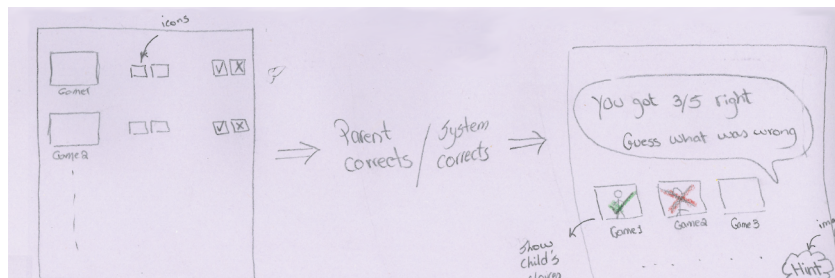 icons
Game1
Game2
Parent
corrects
/
System
corrects
You got 3/5 right
Guess what was wrong
Game1
Game2
Game3
Show
child's
Hint